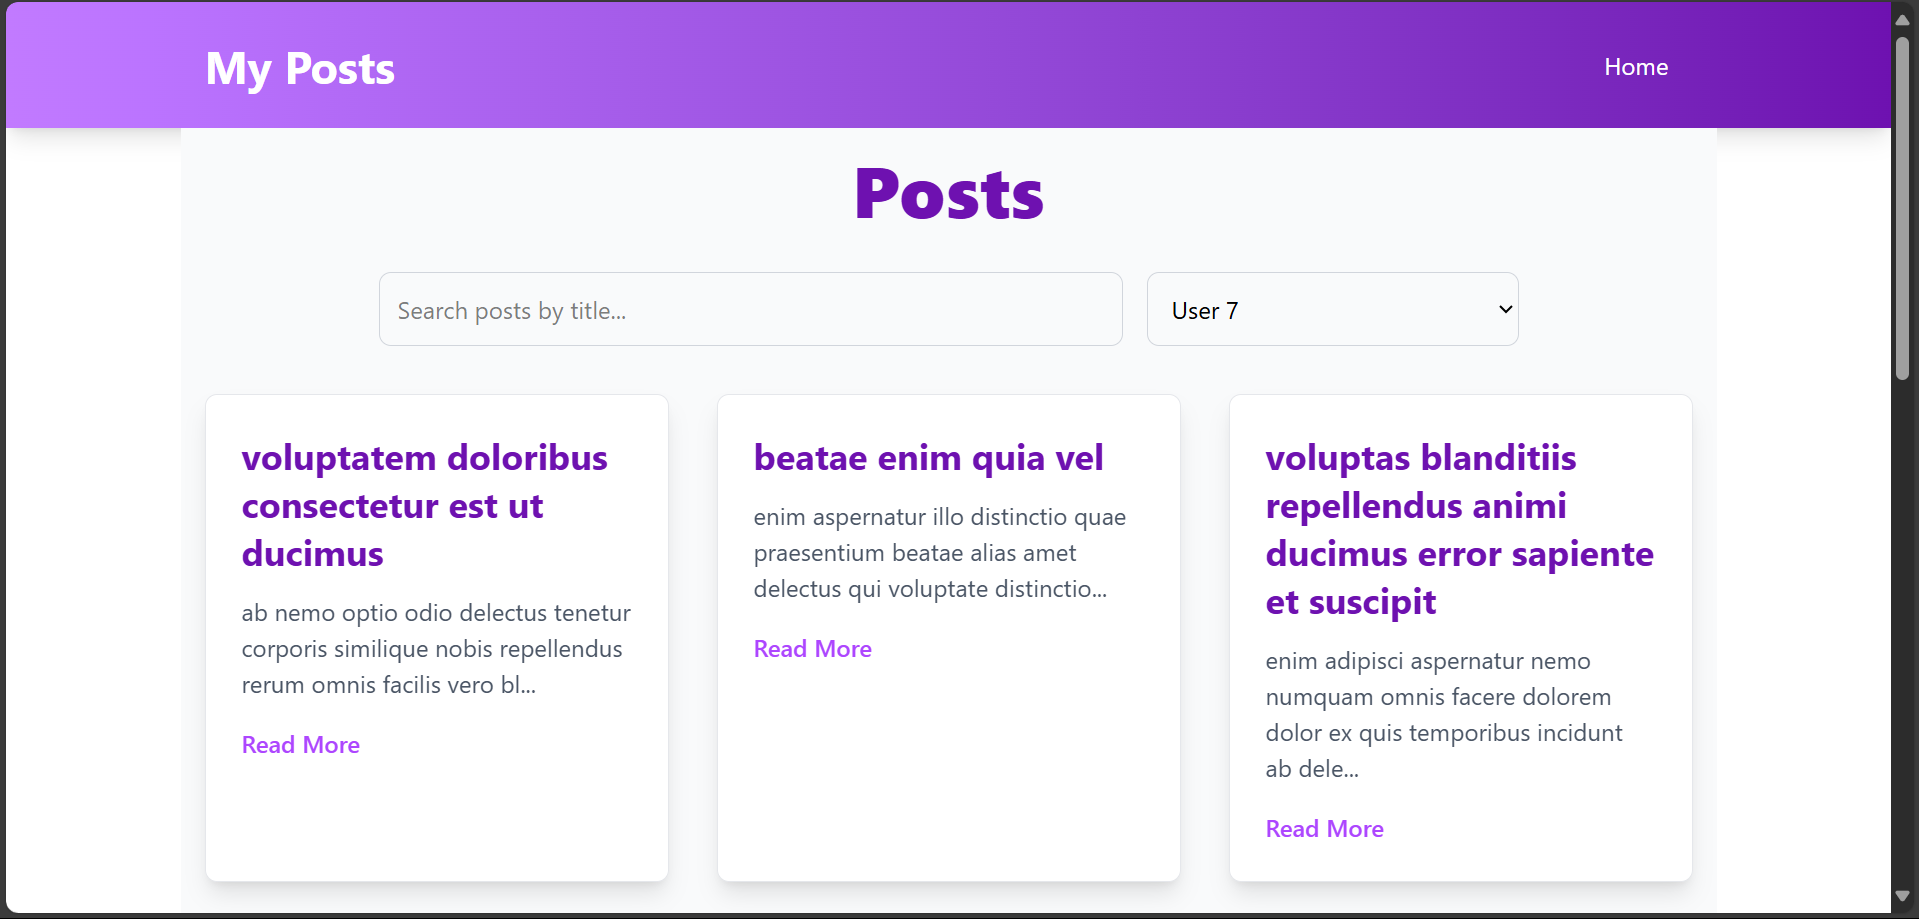 My Posts
Home
Posts
Search posts by title...
User 7
voluptatem doloribus
consectetur est ut
ducimus
ab nemo optio odio delectus tenetur
corporis similique nobis repellendus
rerum omnis facilis vero bl...
Read More
beatae enim quia vel
enim aspernatur illo distinctio quae
praesentium beatae alias amet
delectus qui voluptate distinctio...
Read More
voluptas blanditiis
repellendus animi
ducimus error sapiente
et suscipit
enim adipisci aspernatur nemo
numquam omnis facere dolorem
dolor ex quis temporibus incidunt
ab dele...
Read More